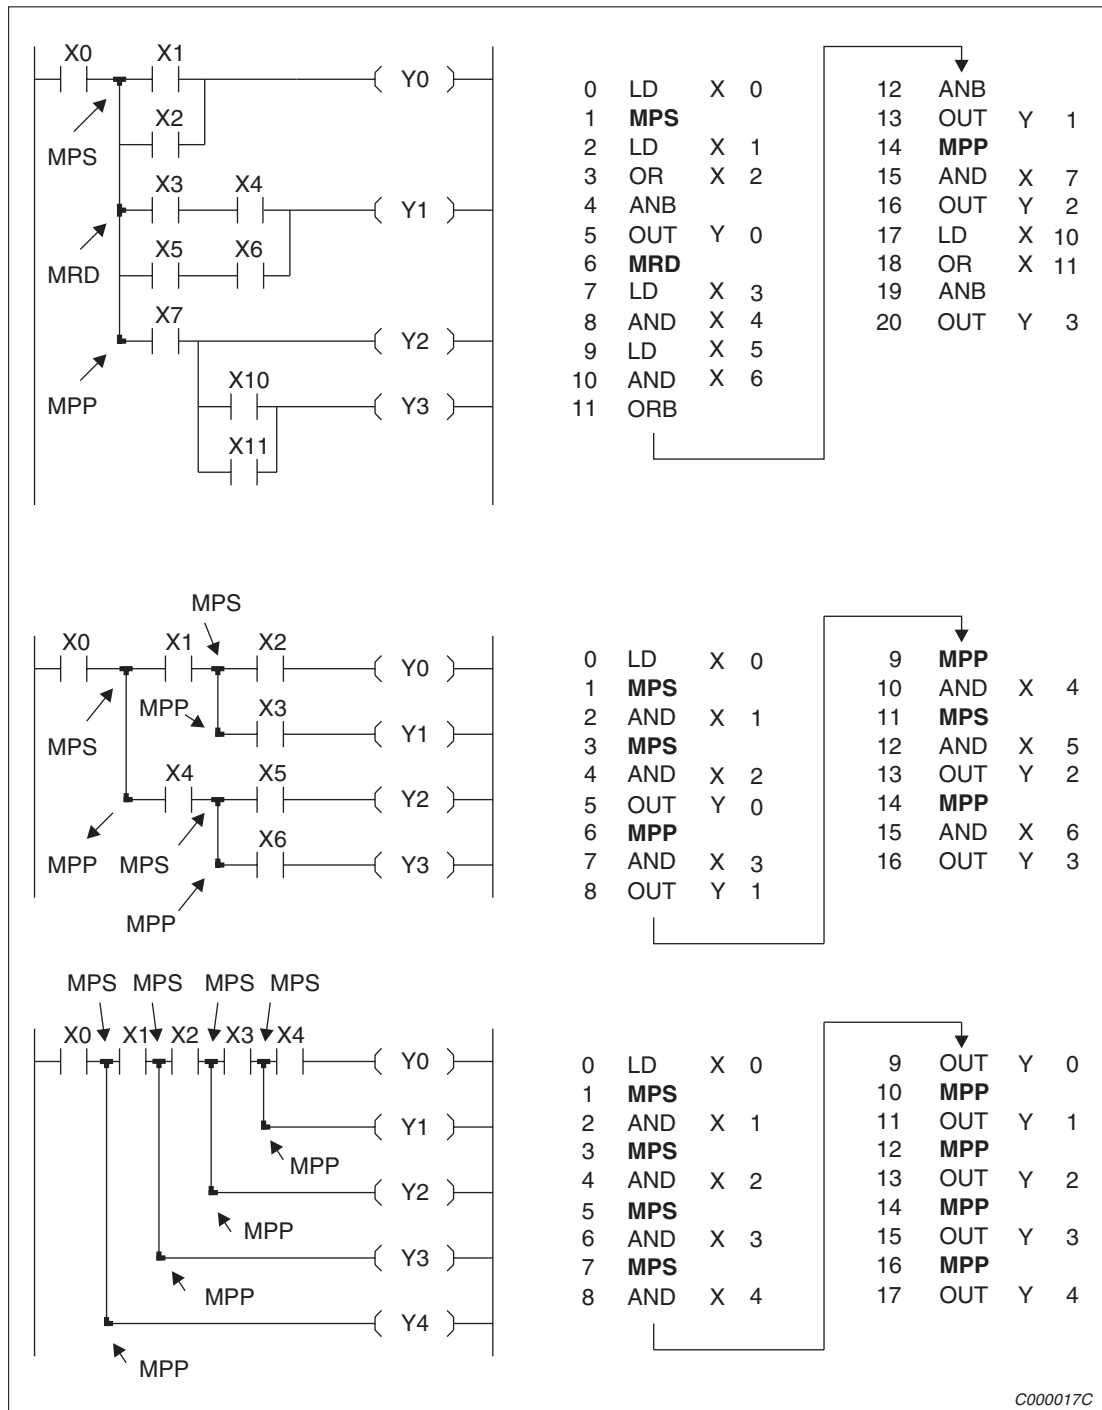 X0 X1 Y0
X2
MPS
X3 X4 Y1
X5 X6
MRD
X7 Y2
X10 Y3
MPP
X11
0 LD X 0
1 MPS
2 LD X 1
3 OR X 2
4 ANB
5 OUT Y 0
6 MRD
7 LD X 3
8 AND X 4
9 LD X 5
10 AND X 6
11 ORB
12 ANB
13 OUT Y 1
14 MPP
15 AND X 7
16 OUT Y 2
17 LD X 10
18 OR X 11
19 ANB
20 OUT Y 3
MPS
X0 X1 X2 Y0
MPP X3 Y1
MPS
X4 X5 Y2
MPP MPS X6 Y3
MPP
0 LD X 0
1 MPS
2 AND X 1
3 MPS
4 AND X 2
5 OUT Y 0
6 MPP
7 AND X 3
8 OUT Y 1
9 MPP
10 AND X 4
11 MPS
12 AND X 5
13 OUT Y 2
14 MPP
15 AND X 6
16 OUT Y 3
MPS MPS MPS MPS
X0 X1 X2 X3 X4 Y0
Y1
MPP
Y2
MPP
Y3
MPP
Y4
MPP
0 LD X 0
1 MPS
2 AND X 1
3 MPS
4 AND X 2
5 MPS
6 AND X 3
7 MPS
8 AND X 4
9 OUT Y 0
10 MPP
11 OUT Y 1
12 MPP
13 OUT Y 2
14 MPP
15 OUT Y 3
16 MPP
17 OUT Y 4
C000017C